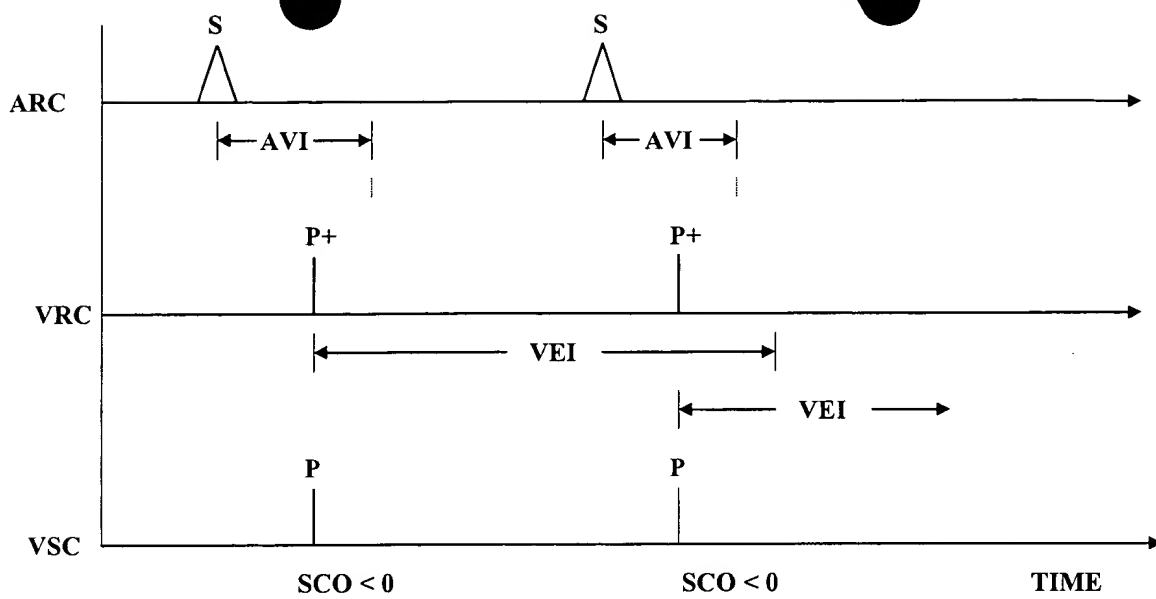 S S
ARC
AVI AVI
P+ P+
VRC
VEI
VEI
P P
VSC
SCO < 0 SCO < 0 TIME